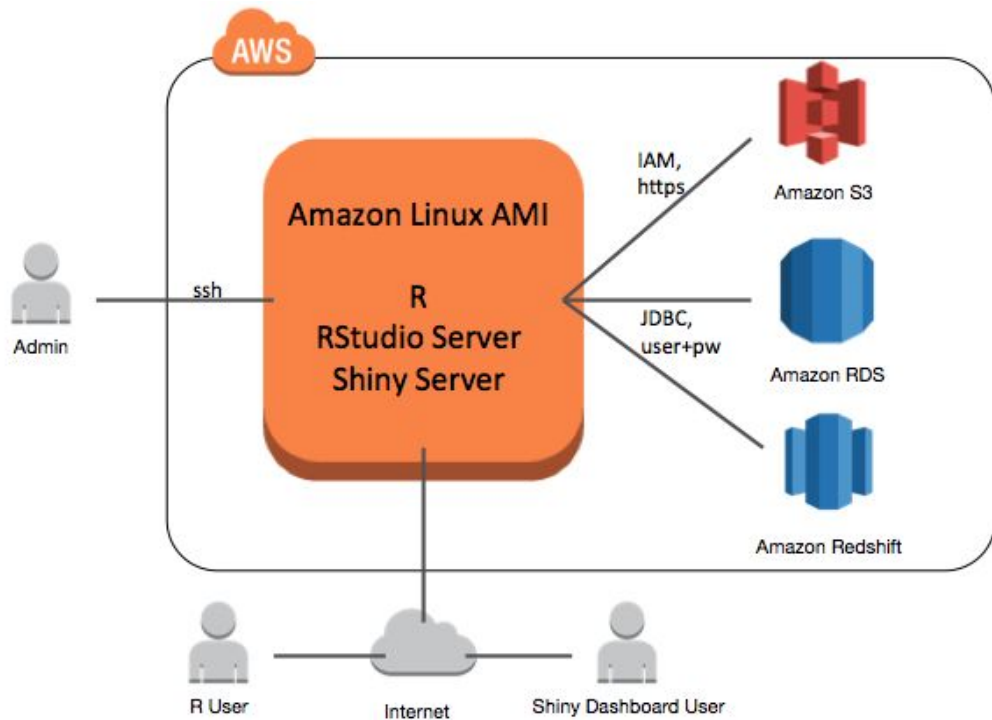 AWS
IAM,
https
Amazon S3
Amazon Linux AMI
R
RStudio Server
Shiny Server
ssh
Admin
JDBC,
user+pw
Amazon RDS
Amazon Redshift
R User
Internet
Shiny Dashboard User